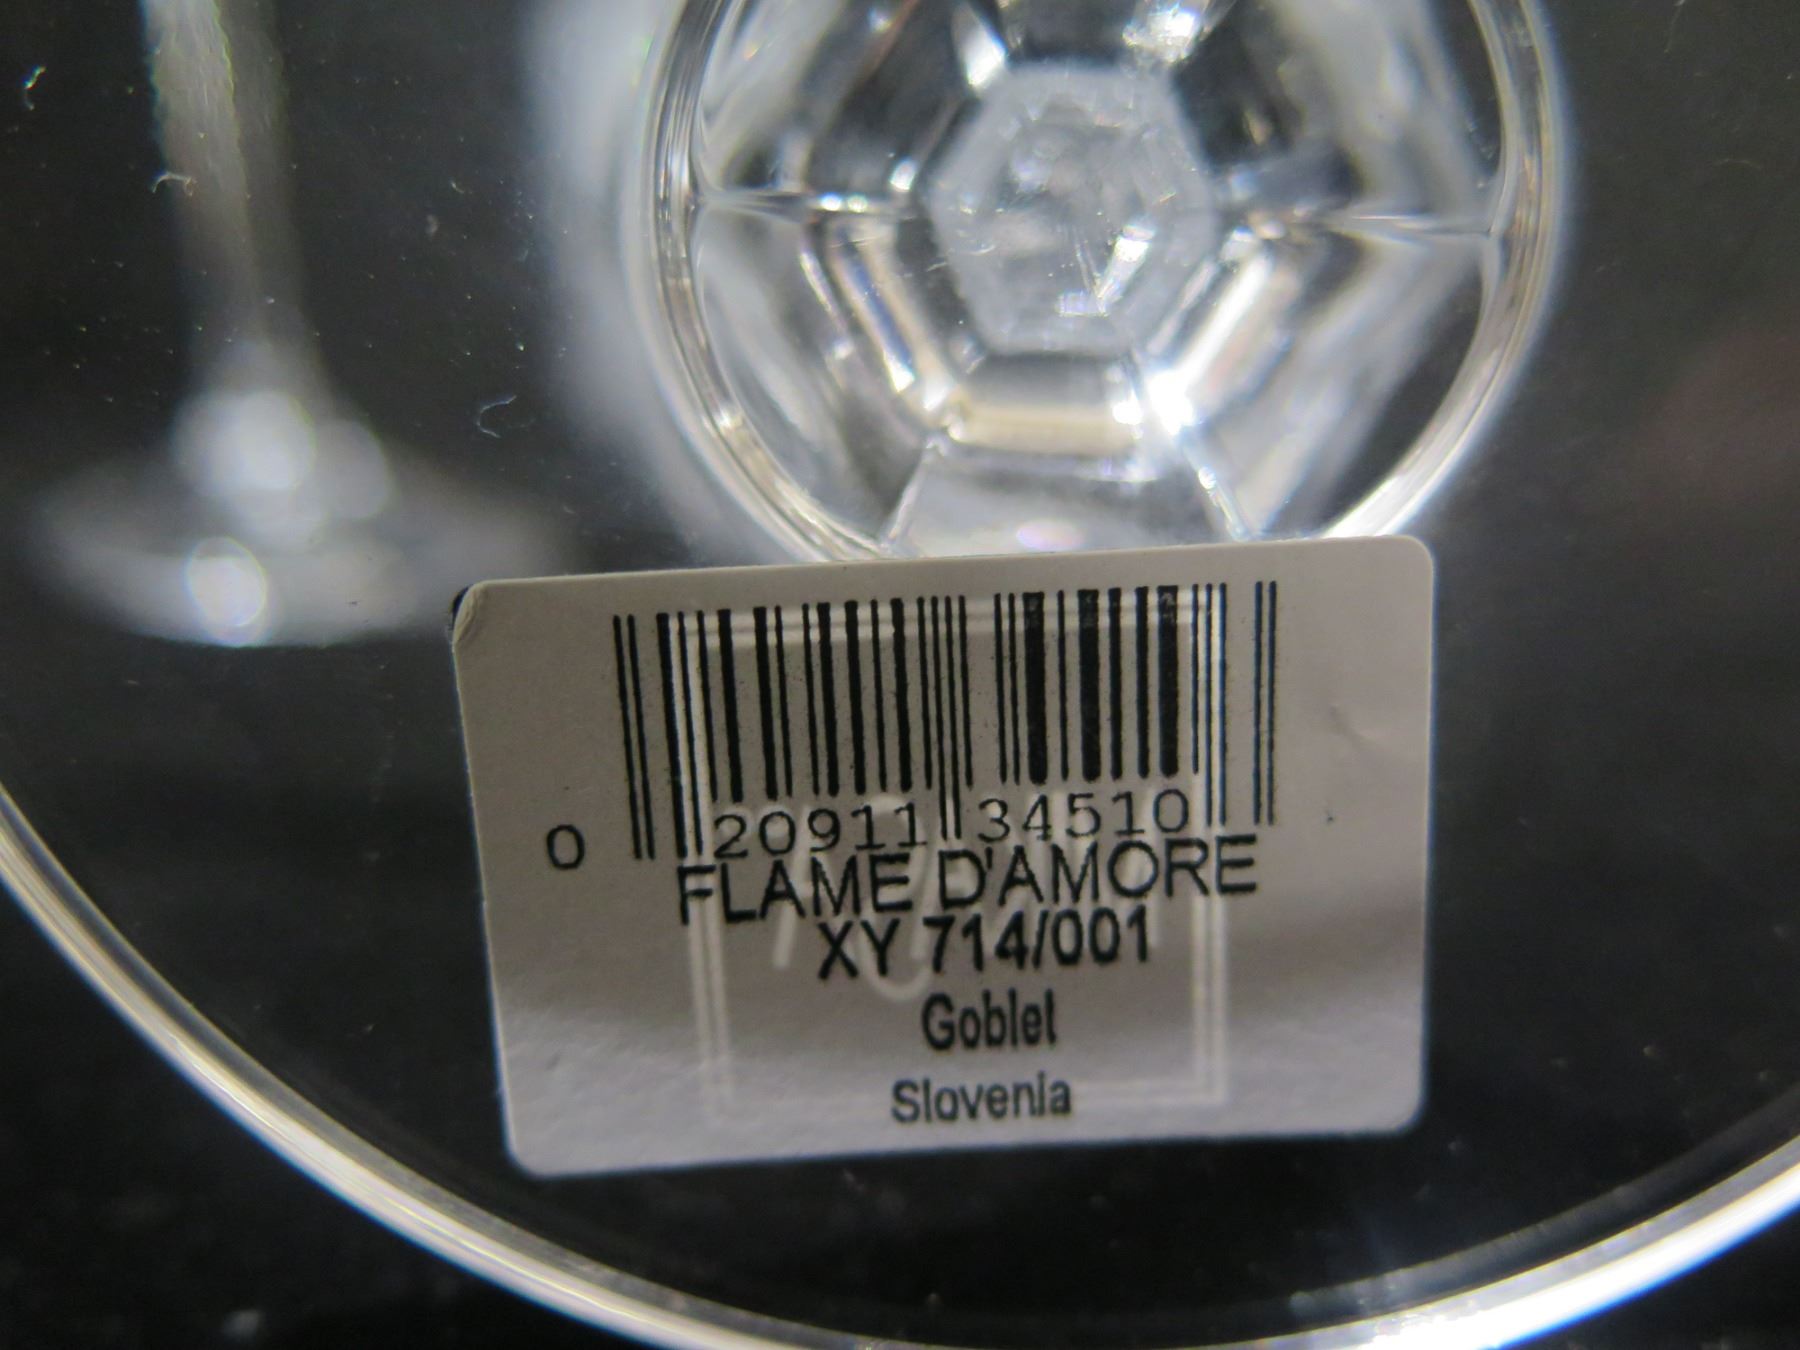 0 20911 34510
FLAME D'AMORE
XY 714/001
Goblet
Slovenia